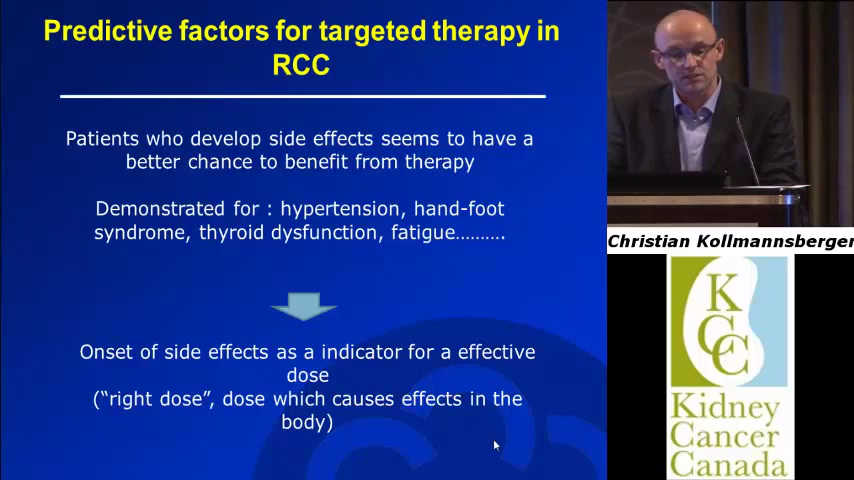 Predictive factors for targeted therapy in
RCC
Patients who develop side effects seems to have a
better chance to benefit from therapy
Demonstrated for : hypertension, hand-foot
syndrome, thyroid dysfunction, fatigue……….
Onset of side effects as a indicator for a effective
dose
(“right dose”, dose which causes effects in the
body)
Christian Kollmannsberger
K
C
C
Kidney
Cancer
Canada